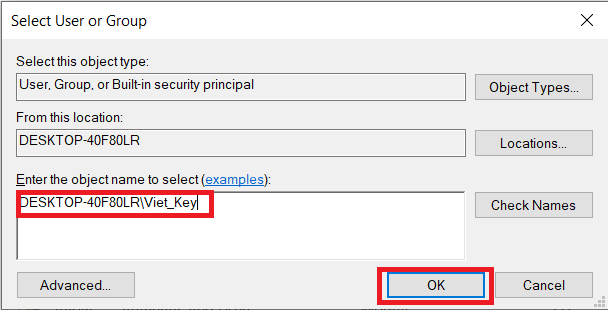 Select User or Group
Select this object type:
User, Group, or Built-in security principal
Object Types...
From this location:
DESKTOP-40F80LR
Locations...
Enter the object name to select (examples):
DESKTOP-40F80LR\Viet_Key
Check Names
Advanced...
OK
Cancel